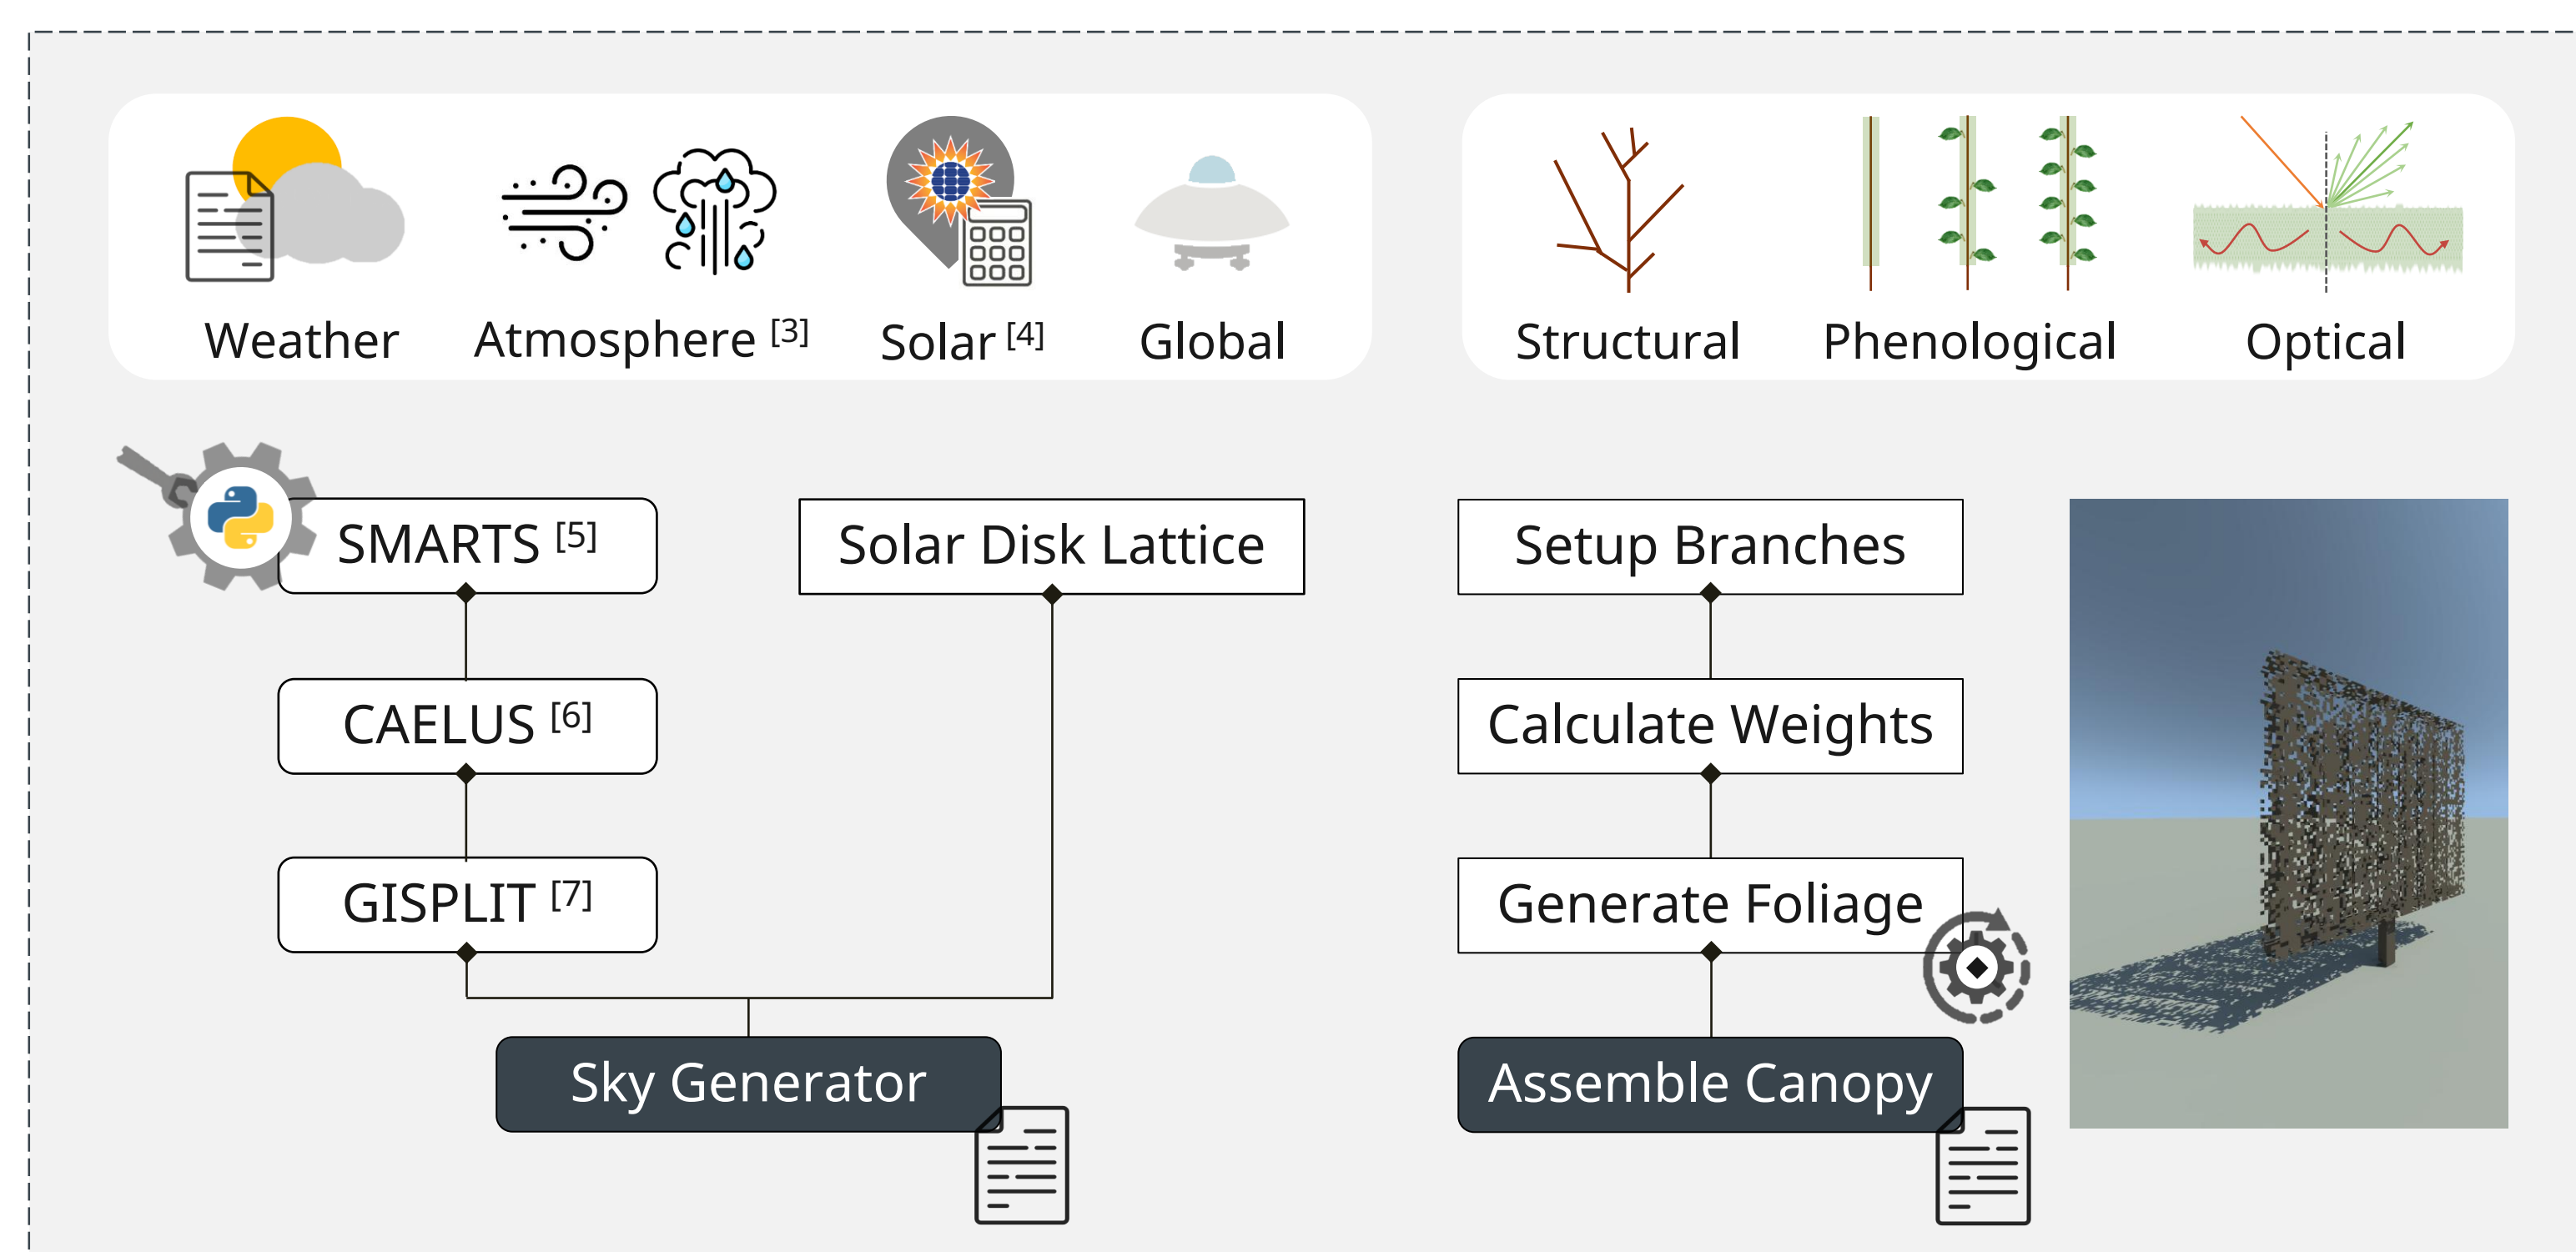 Weather
Atmosphere [3]
Solar [4]
Global
Structural
Phenological
Optical
SMARTS [5]
Solar Disk Lattice
Setup Branches
CAELUS [6]
Calculate Weights
GISPLIT [7]
Generate Foliage
Sky Generator
Assemble Canopy